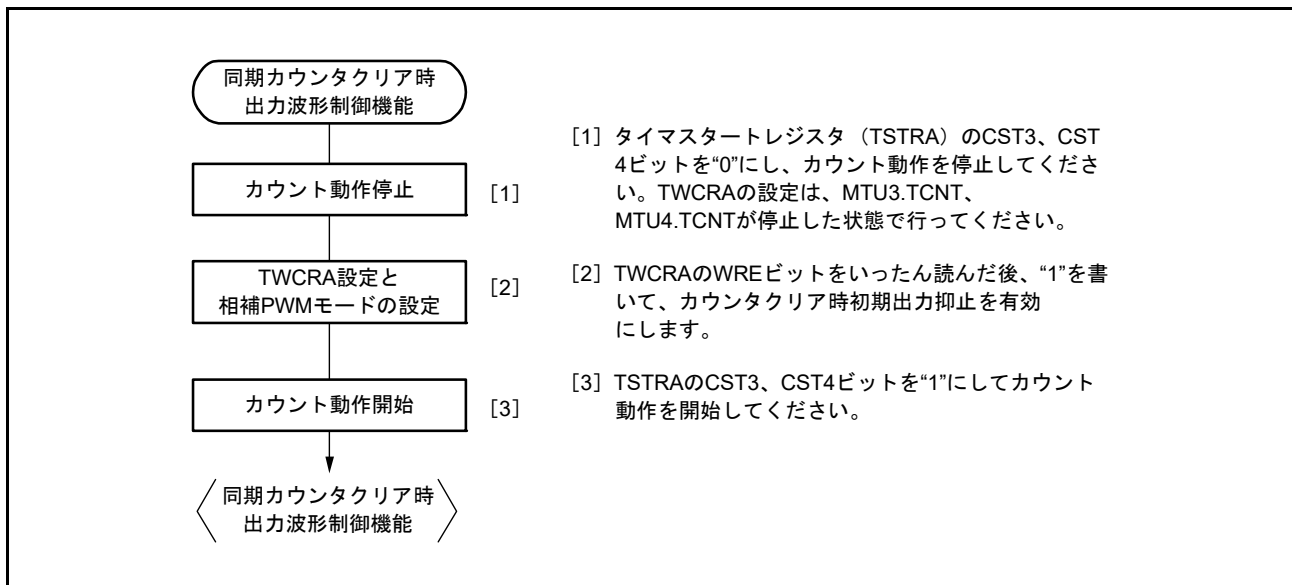 同期カウンタクリア時
出力波形制御機能
カウント動作停止
[1]
TWCRA設定と
相補PWMモードの設定
[2]
カウント動作開始
[3]
同期カウンタクリア時
出力波形制御機能
[1] タイマスタートレジスタ（TSTRA）のCST3、CST
4ビットを“0”にし、カウント動作を停止してくださ
い。TWCRAの設定は、MTU3.TCNT、
MTU4.TCNTが停止した状態で行ってください。
[2] TWCRAのWREビットをいったん読んだ後、“1”を書
いて、カウンタクリア時初期出力抑止を有効
にします。
[3] TSTRAのCST3、CST4ビットを“1”にしてカウント
動作を開始してください。